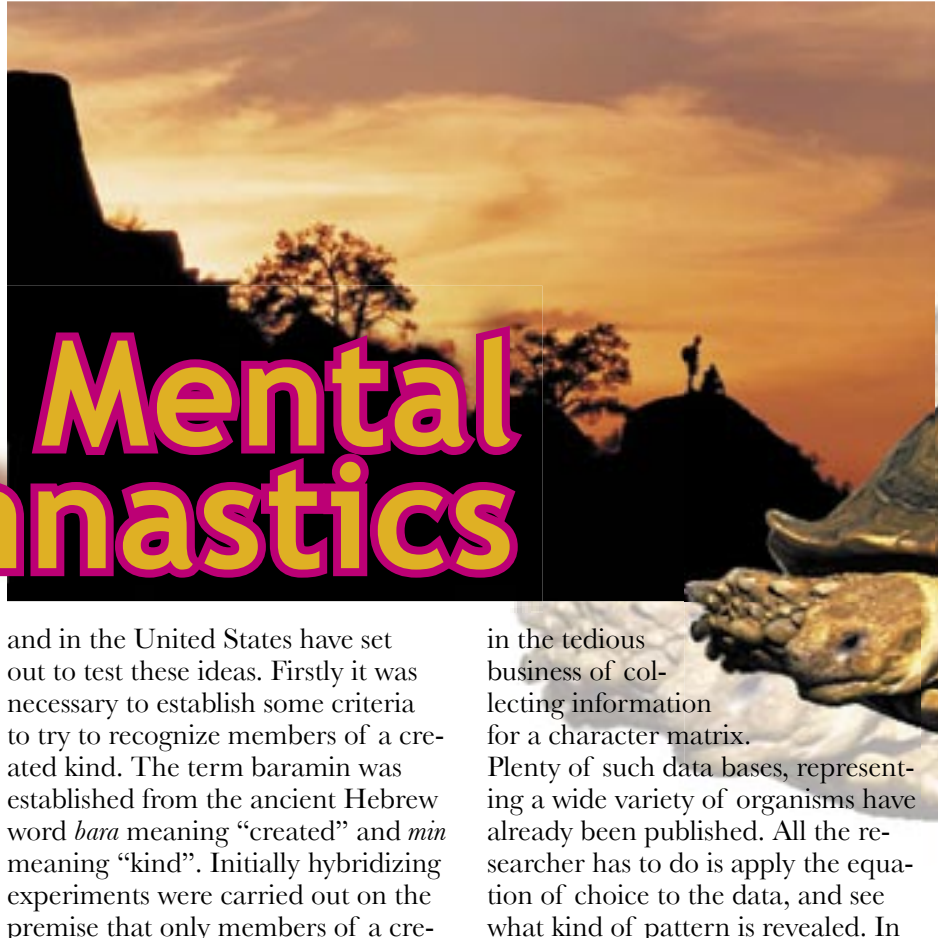 Mental
nnastics
and in the United States have set
out to test these ideas. Firstly it was
necessary to establish some criteria
to try to recognize members of a cre-
ated kind. The term baramin was
established from the ancient Hebrew
word bara meaning “created” and min
meaning “kind”. Initially hybridizing
experiments were carried out on the
premise that only members of a cre-
in the tedious
business of col-
lecting information
for a character matrix.
Plenty of such data bases, represent-
ing a wide variety of organisms have
already been published. All the re-
searcher has to do is apply the equa-
tion of choice to the data, and see
what kind of pattern is revealed. In